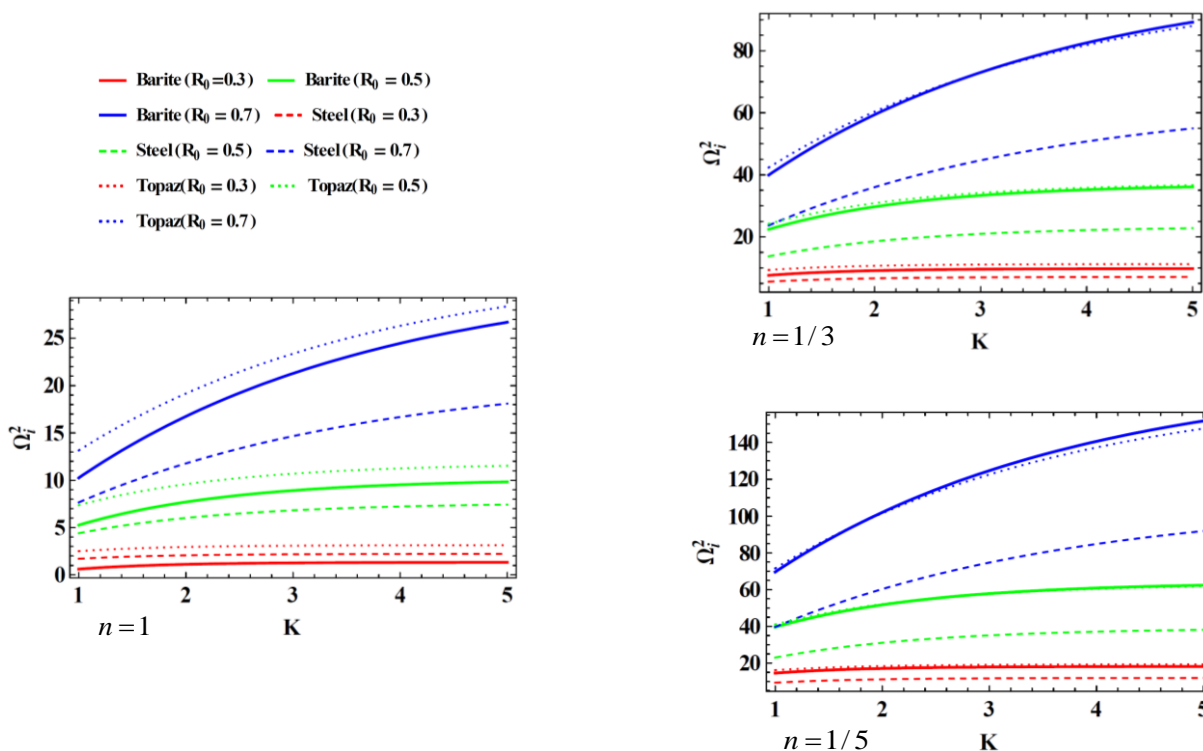 Barite (R₀ =0.3) Barite (R₀ = 0.5)
Barite (R₀ = 0.7) Steel (R₀ = 0.3)
Steel (R₀ = 0.5) Steel (R₀ = 0.7)
Topaz(R₀ = 0.3) Topaz(R₀ = 0.5)
Topaz(R₀ = 0.7)
Ωᵢ²
80
60
40
20
1 2 3 4 5
n = 1/3 K
Ωᵢ²
25
20
15
10
5
0
1 2 3 4 5
n = 1 K
Ωᵢ²
140
120
100
80
60
40
20
1 2 3 4 5
n = 1/5 K